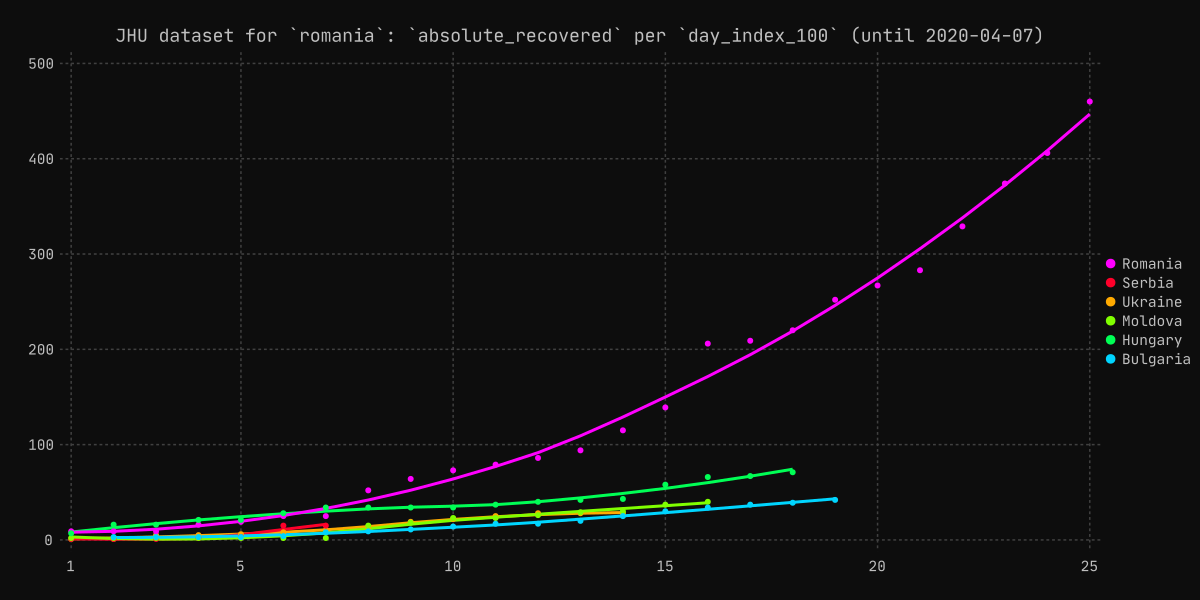 JHU dataset for `romania`: `absolute_recovered` per `day_index_100` (until 2020-04-07)
500
400
300
200
100
0
1 5 10 15 20 25
Romania
Serbia
Ukraine
Moldova
Hungary
Bulgaria